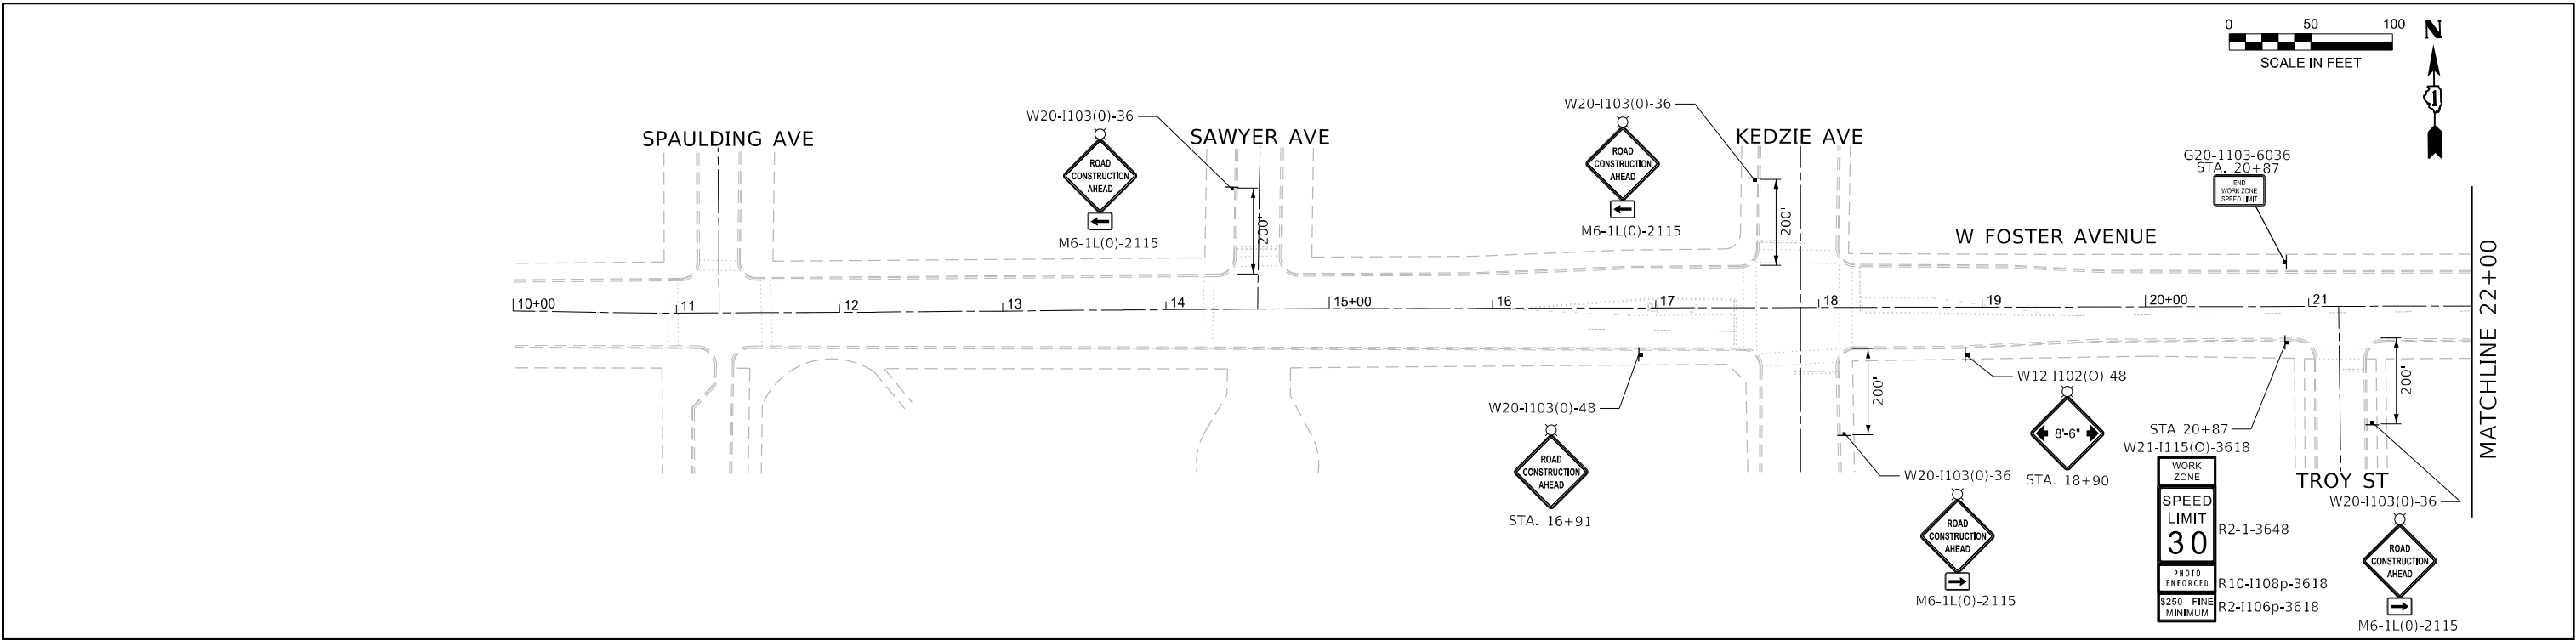 0 50 100
SCALE IN FEET
N
W20-I103(0)-36
ROAD
CONSTRUCTION
AHEAD
M6-1L(0)-2115
W20-I103(0)-36
ROAD
CONSTRUCTION
AHEAD
M6-1L(0)-2115
SPAULDING AVE
SAWYER AVE
KEDZIE AVE
200'
200'
G20-1103-6036
STA. 20+87
END
WORK ZONE
SPEED LIMIT
W FOSTER AVENUE
10+00 11 12 13 14 15+00 16 17 18 19 20+00 21
MATCHLINE 22+00
W20-I103(0)-48
ROAD
CONSTRUCTION
AHEAD
STA. 16+91
200'
W20-I103(0)-36
ROAD
CONSTRUCTION
AHEAD
M6-1L(0)-2115
W12-I102(O)-48
8'-6"
STA. 18+90
STA 20+87
W21-I115(O)-3618
WORK
ZONE
SPEED
LIMIT
30
R2-1-3648
PHOTO
ENFORCED
R10-I108p-3618
$250 FINE
MINIMUM
R2-I106p-3618
200'
TROY ST
W20-I103(0)-36
ROAD
CONSTRUCTION
AHEAD
M6-1L(0)-2115